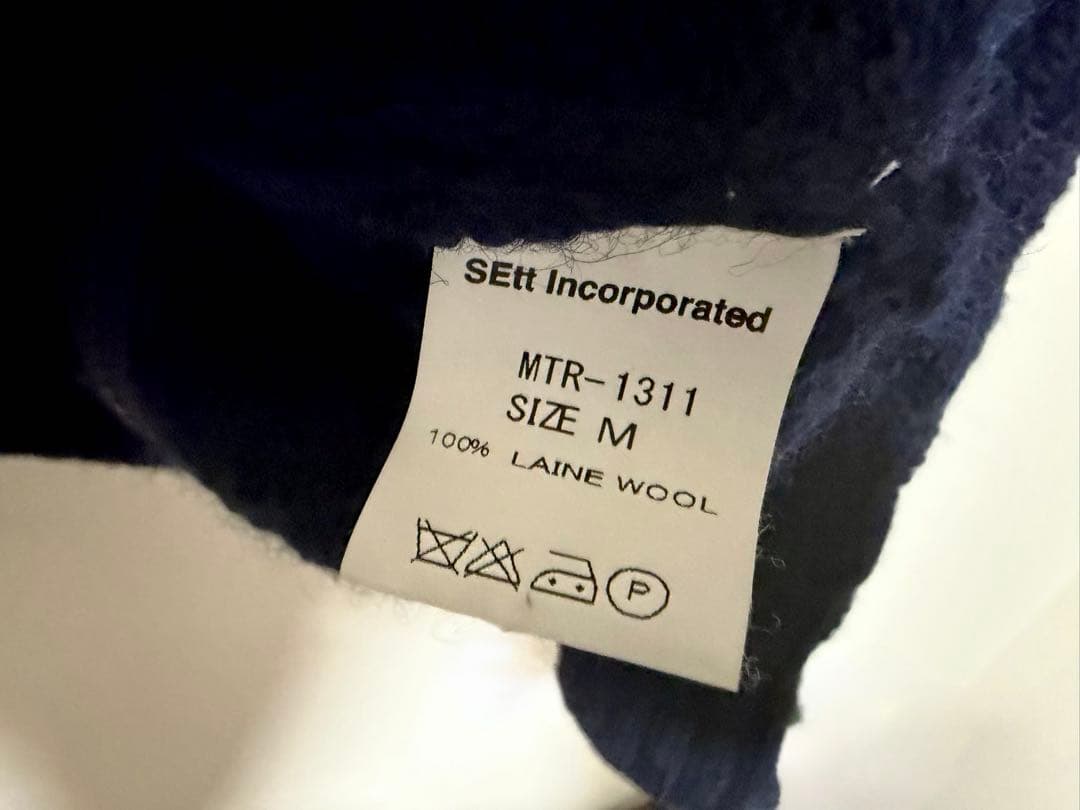 SEtt Incorporated
MTR-1311
SIZE M
100% LAINE WOOL
P